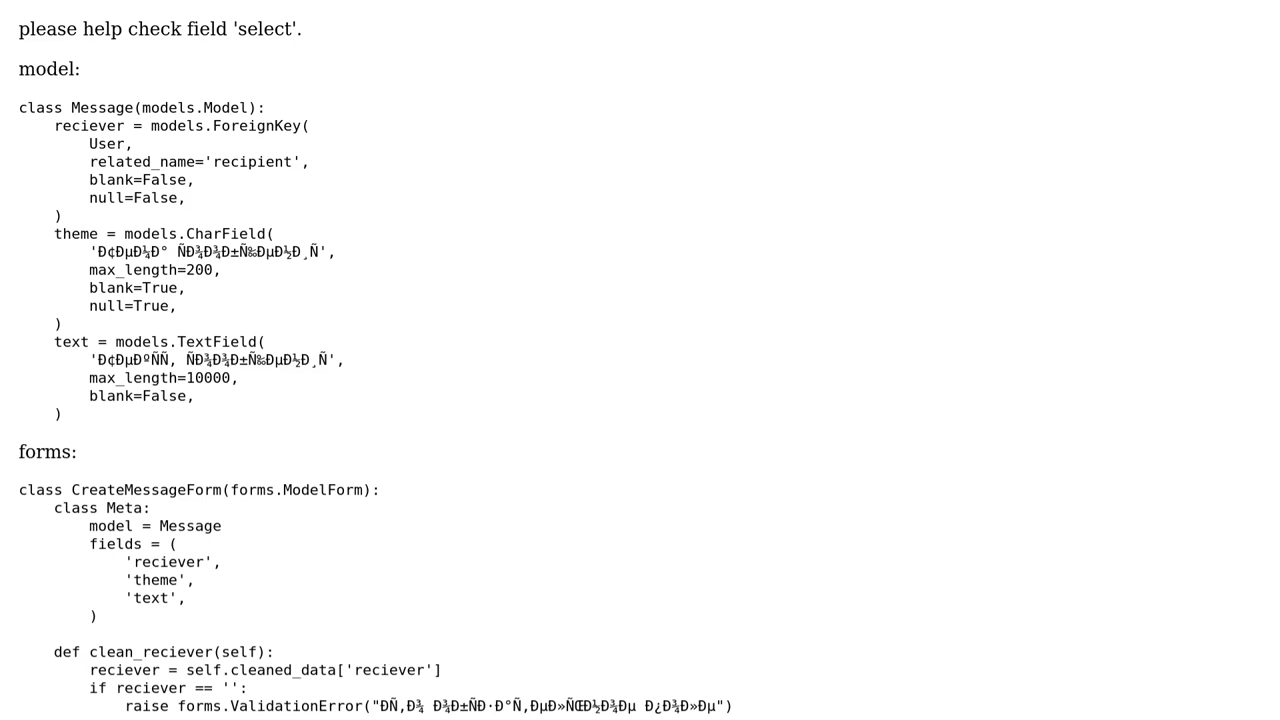 please help check field 'select'.
model:
class Message(models.Model):
    reciever = models.ForeignKey(
        User,
        related_name='recipient',
        blank=False,
        null=False,
    )
    theme = models.CharField(
        'Ð¢ÐµÐ¼Ð° ÑÐ¾Ð¾Ð±Ñ‰ÐµÐ½Ð¸Ñ',
        max_length=200,
        blank=True,
        null=True,
    )
    text = models.TextField(
        'Ð¢ÐµÐºÑÑ‚ ÑÐ¾Ð¾Ð±Ñ‰ÐµÐ½Ð¸Ñ',
        max_length=10000,
        blank=False,
    )
forms:
class CreateMessageForm(forms.ModelForm):
    class Meta:
        model = Message
        fields = (
            'reciever',
            'theme',
            'text',
        )
    def clean_reciever(self):
        reciever = self.cleaned_data['reciever']
        if reciever == '':
            raise forms.ValidationError("ÐÑ‚Ð¾ Ð¾Ð±ÑÐ·Ð°Ñ‚ÐµÐ»ÑŒÐ½Ð¾Ðµ Ð¿Ð¾Ð»Ðµ")